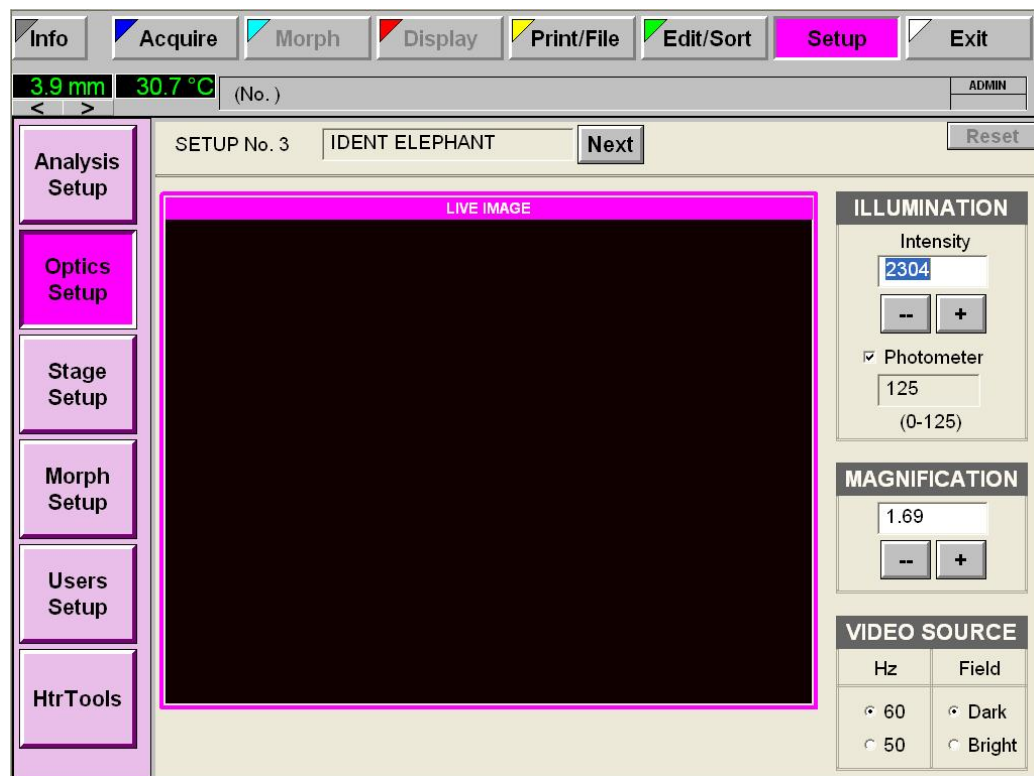 Info Acquire Morph Display Print/File Edit/Sort Setup Exit
3.9 mm 30.7 °C (No. ) ADMIN
< >
SETUP No. 3 IDENT ELEPHANT Next Reset
Analysis
Setup
Optics
Setup
Stage
Setup
Morph
Setup
Users
Setup
HtrTools
LIVE IMAGE
ILLUMINATION
Intensity
2304
-- +
Photometer
125
(0-125)
MAGNIFICATION
1.69
-- +
VIDEO SOURCE
Hz Field
60 Dark
50 Bright